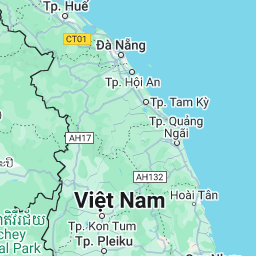 Tp. Huế
CT01
Đà Nẵng
Tp. Hội An
Tp. Tam Kỳ
Tp. Quảng
Ngãi
AH17
AH132
Việt Nam
Hoài Tân
Tp. Kon Tum
Tp. Pleiku
al Park